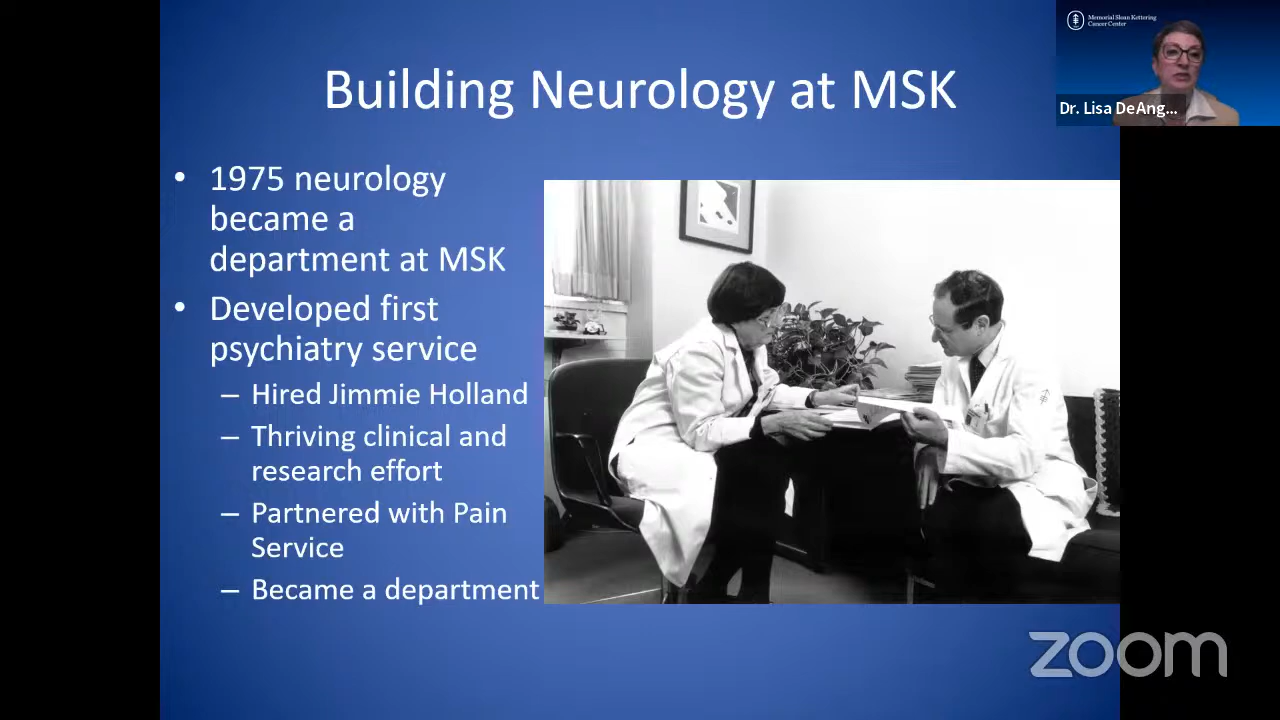 Building Neurology at MSK
Memorial Sloan Kettering
Cancer Center
Dr. Lisa DeAng...
• 1975 neurology
became a
department at MSK
• Developed first
psychiatry service
– Hired Jimmie Holland
– Thriving clinical and
research effort
– Partnered with Pain
Service
– Became a department
zoom